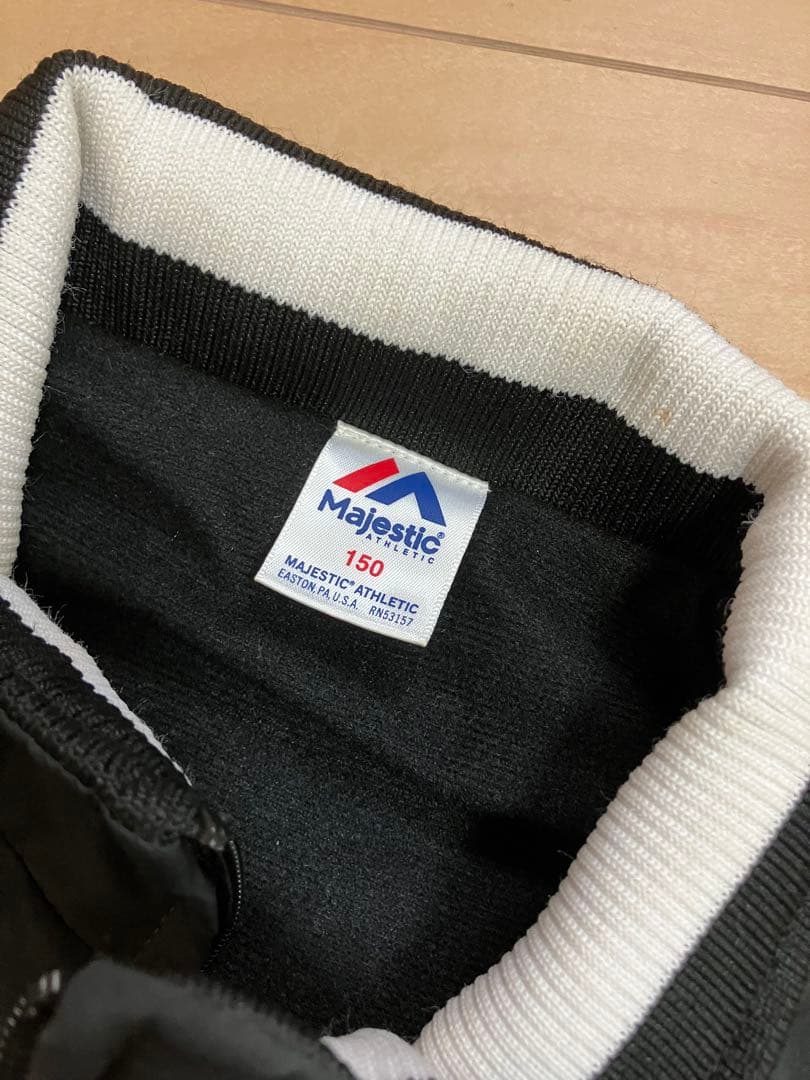 Majestic®
ATHLETIC
150
MAJESTIC® ATHLETIC
EASTON, PA, U.S.A. RN53157